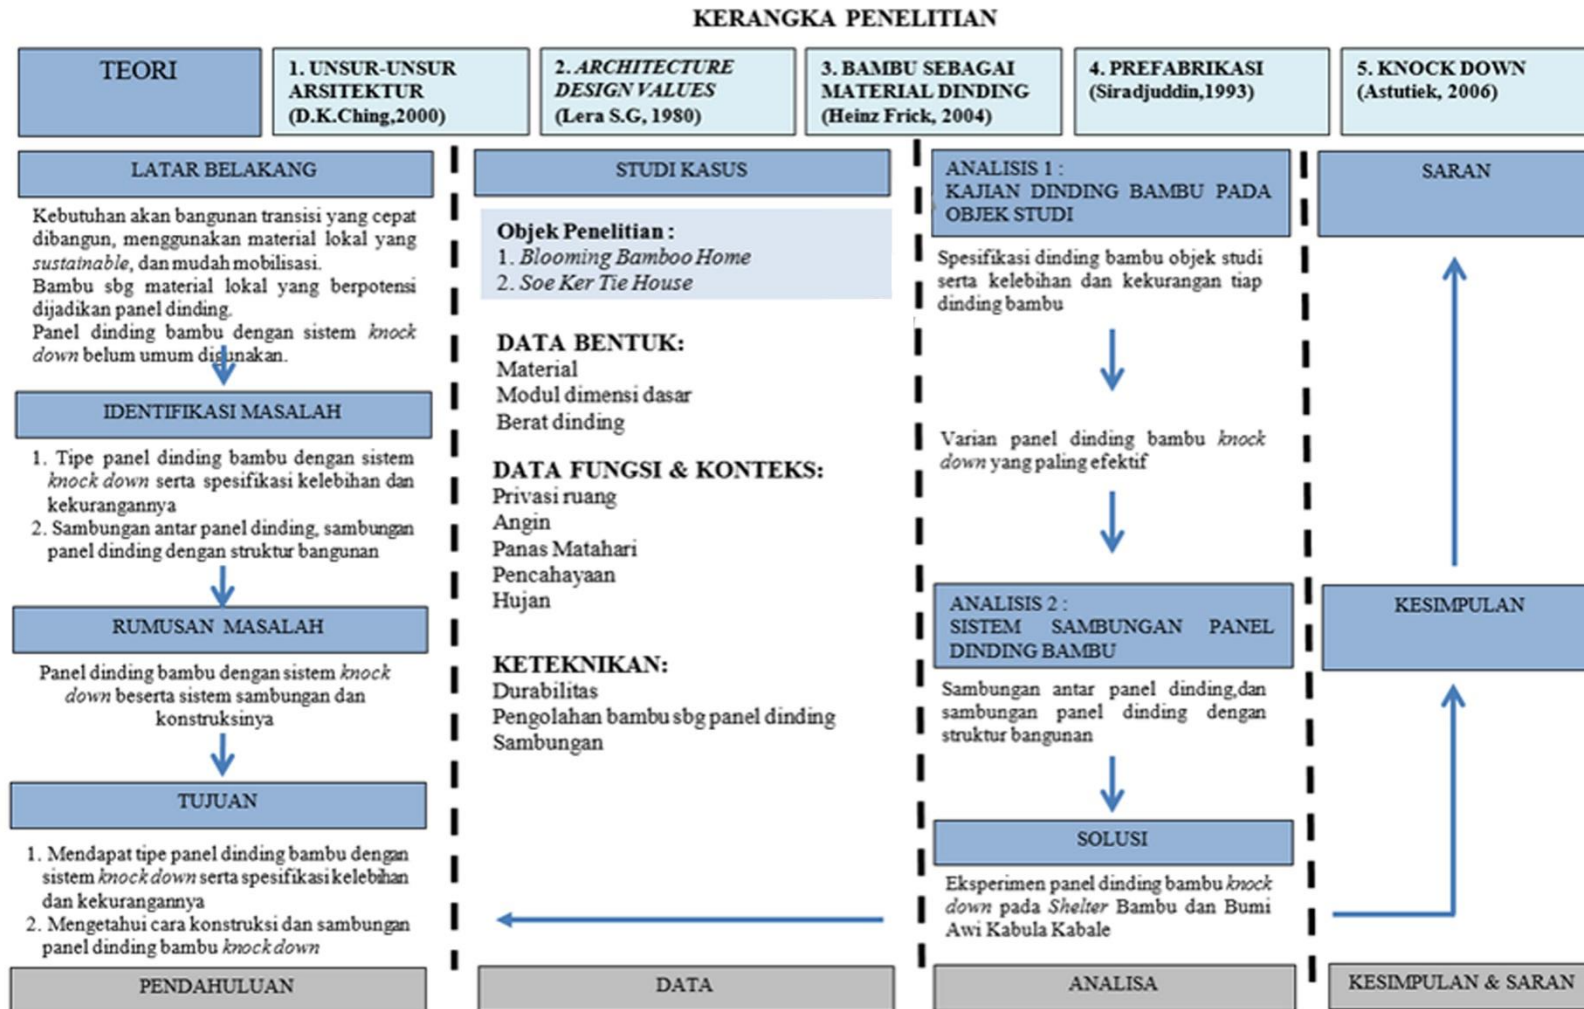 KERANGKA PENELITIAN
TEORI
1. UNSUR-UNSUR
ARSITEKTUR
(D.K.Ching,2000)
2. ARCHITECTURE
DESIGN VALUES
(Lera S.G, 1980)
3. BAMBU SEBAGAI
MATERIAL DINDING
(Heinz Frick, 2004)
4. PREFABRIKASI
(Siradjuddin,1993)
5. KNOCK DOWN
(Astutiek, 2006)
LATAR BELAKANG
Kebutuhan akan bangunan transisi yang cepat
dibangun, menggunakan material lokal yang
sustainable, dan mudah mobilisasi.
Bambu sbg material lokal yang berpotensi
dijadikan panel dinding.
Panel dinding bambu dengan sistem knock
down belum umum digunakan.
IDENTIFIKASI MASALAH
1. Tipe panel dinding bambu dengan sistem
knock down serta spesifikasi kelebihan dan
kekurangannya
2. Sambungan antar panel dinding, sambungan
panel dinding dengan struktur bangunan
RUMUSAN MASALAH
Panel dinding bambu dengan sistem knock
down beserta sistem sambungan dan
konstruksinya
TUJUAN
1. Mendapat tipe panel dinding bambu dengan
sistem knock down serta spesifikasi kelebihan
dan kekurangannya
2. Mengetahui cara konstruksi dan sambungan
panel dinding bambu knock down
PENDAHULUAN
STUDI KASUS
Objek Penelitian :
1. Blooming Bamboo Home
2. Soe Ker Tie House
DATA BENTUK:
Material
Modul dimensi dasar
Berat dinding
DATA FUNGSI & KONTEKS:
Privasi ruang
Angin
Panas Matahari
Pencahayaan
Hujan
KETEKNIKAN:
Durabilitas
Pengolahan bambu sbg panel dinding
Sambungan
DATA
ANALISIS 1 :
KAJIAN DINDING BAMBU PADA
OBJEK STUDI
Spesifikasi dinding bambu objek studi
serta kelebihan dan kekurangan tiap
dinding bambu
Varian panel dinding bambu knock
down yang paling efektif
ANALISIS 2 :
SISTEM SAMBUNGAN PANEL
DINDING BAMBU
Sambungan antar panel dinding,dan
sambungan panel dinding dengan
struktur bangunan
SOLUSI
Eksperimen panel dinding bambu knock
down pada Shelter Bambu dan Bumi
Awi Kabula Kabale
ANALISA
SARAN
KESIMPULAN
KESIMPULAN & SARAN